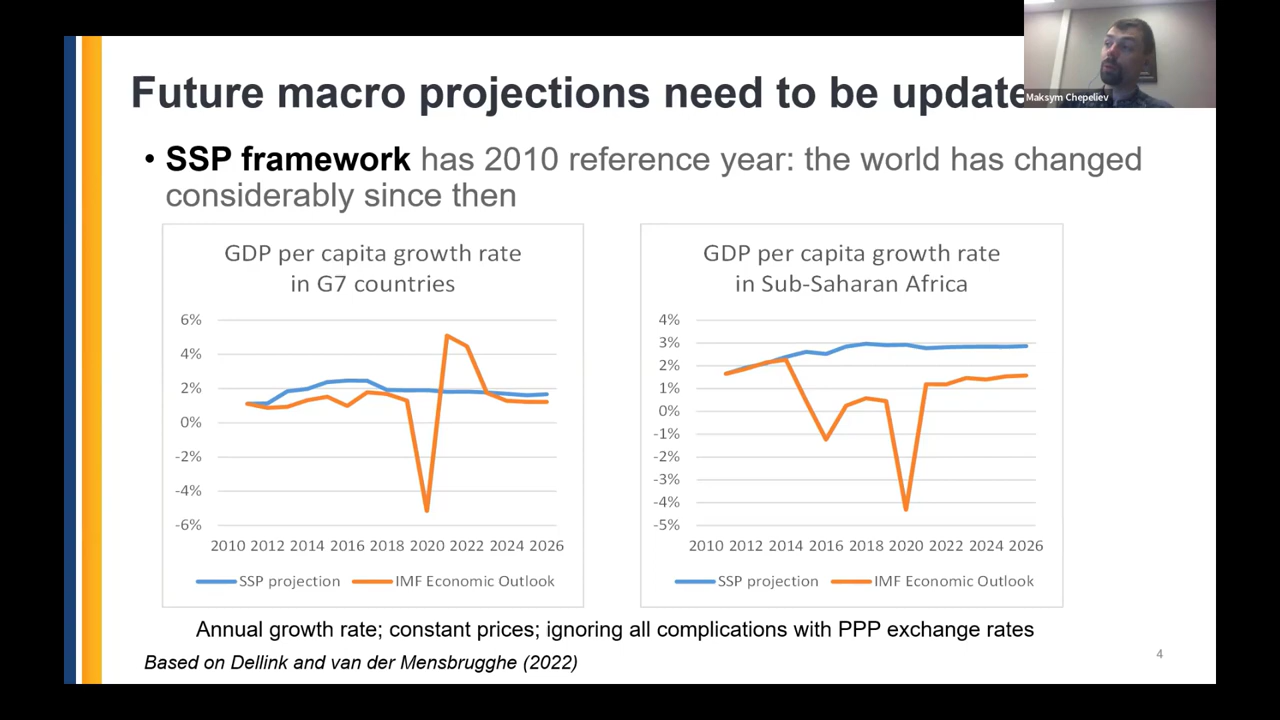 Future macro projections need to be update
Maksym Chepeliev
• SSP framework has 2010 reference year: the world has changed
considerably since then
GDP per capita growth rate
in G7 countries
6%
4%
2%
0%
-2%
-4%
-6%
2010 2012 2014 2016 2018 2020 2022 2024 2026
SSP projection IMF Economic Outlook
GDP per capita growth rate
in Sub-Saharan Africa
4%
3%
2%
1%
0%
-1%
-2%
-3%
-4%
-5%
2010 2012 2014 2016 2018 2020 2022 2024 2026
SSP projection IMF Economic Outlook
Annual growth rate; constant prices; ignoring all complications with PPP exchange rates
Based on Dellink and van der Mensbrugghe (2022)
4